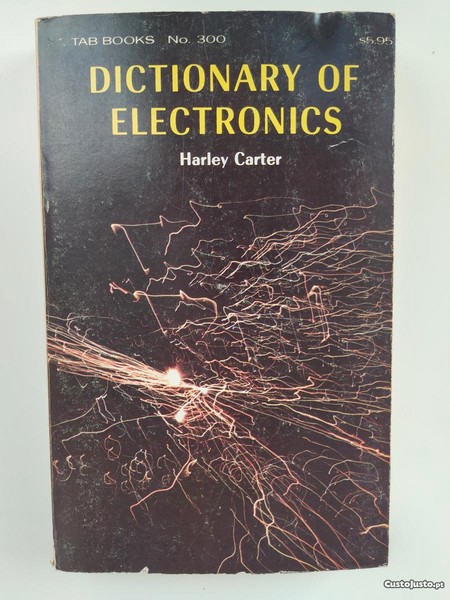 TAB BOOKS No. 300
$5.95
DICTIONARY OF
ELECTRONICS
Harley Carter
CustoJusto.pt